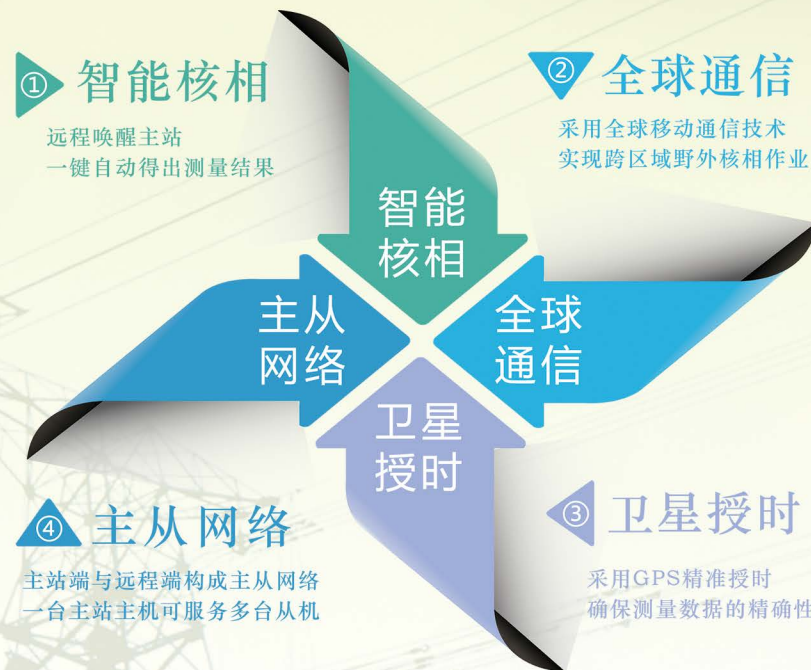 ① 智能核相
远程唤醒主站
一键自动得出测量结果
② 全球通信
采用全球移动通信技术
实现跨区域野外核相作业
智能
核相
主从
网络
全球
通信
卫星
授时
④ 主从网络
主站端与远程端构成主从网络
一台主站主机可服务多台从机
③ 卫星授时
采用GPS精准授时
确保测量数据的精确性